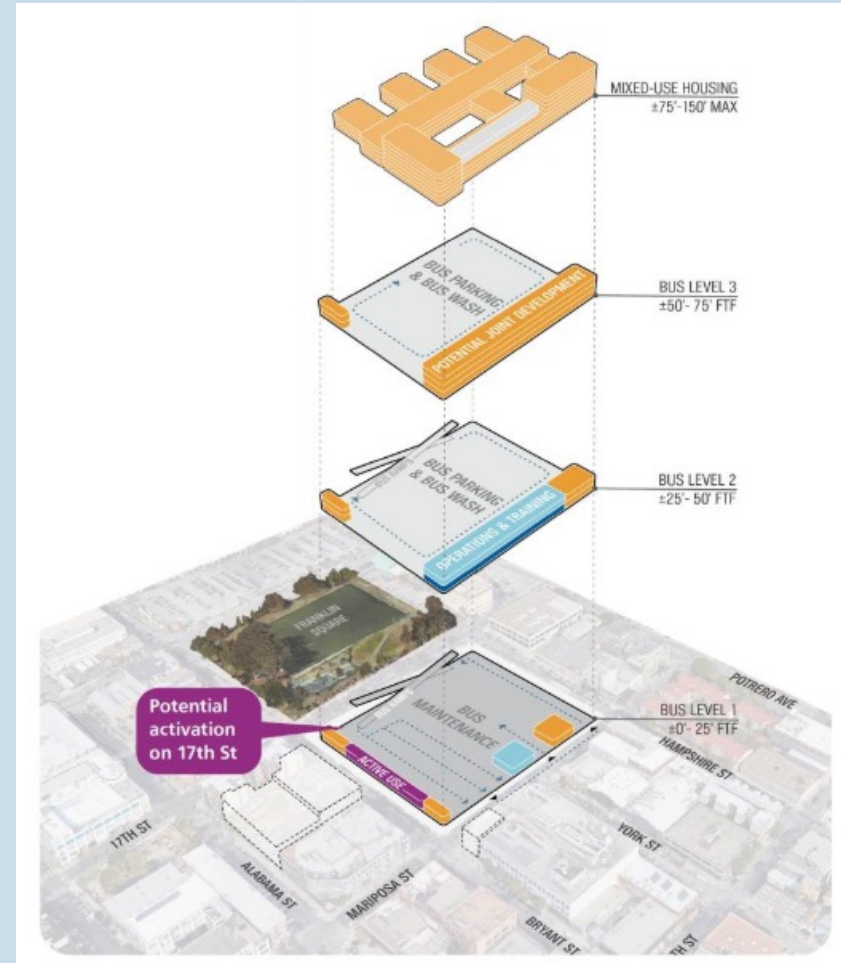 MIXED-USE HOUSING
±75'-150' MAX
BUS PARKING
& BUS WASH
POTENTIAL JOINT DEVELOPMENT
BUS LEVEL 3
±50'- 75' FTF
BUS RAMPS
BUS PARKING
& BUS WASH
OPERATIONS & TRAINING
BUS LEVEL 2
±25'- 50' FTF
FRANKLIN
SQUARE
POTRERO AVE
Potential
activation
on 17th St
BUS
MAINTENANCE
ACTIVE USE
BUS LEVEL 1
±0'- 25' FTF
HAMPSHIRE ST
17TH ST
YORK ST
ALABAMA ST
MARIPOSA ST
BRYANT ST